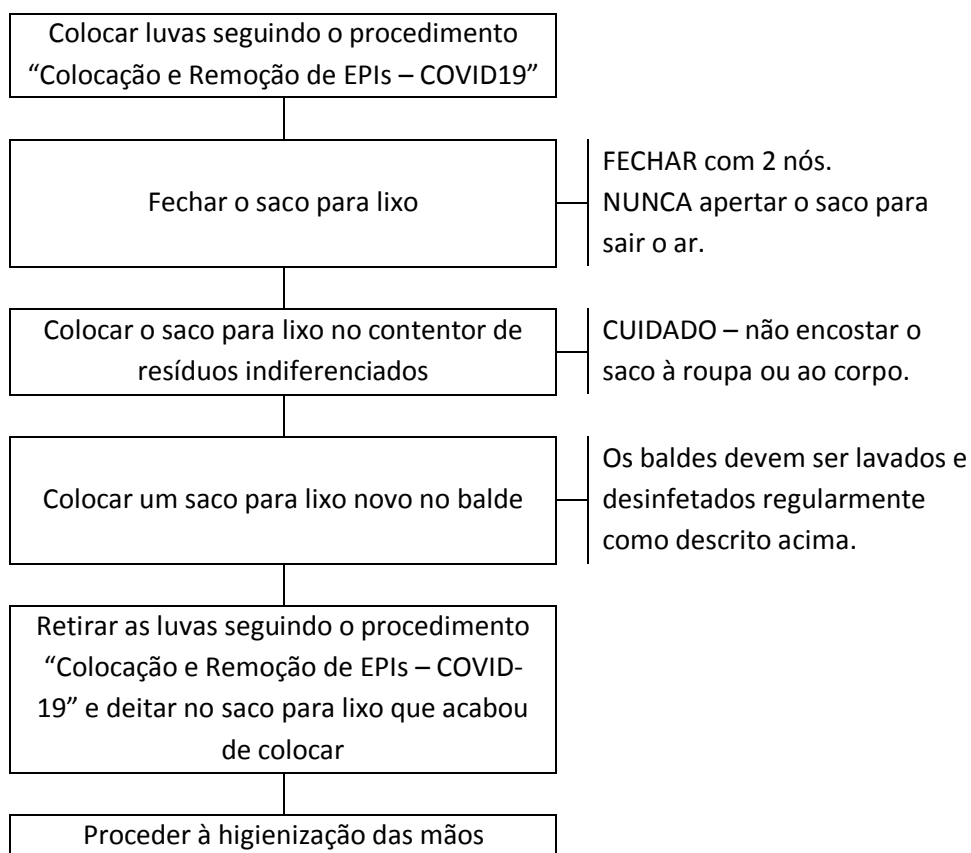 Colocar luvas seguindo o procedimento
“Colocação e Remoção de EPIs – COVID19”
Fechar o saco para lixo
FECHAR com 2 nós.
NUNCA apertar o saco para
sair o ar.
Colocar o saco para lixo no contentor de
resíduos indiferenciados
CUIDADO – não encostar o
saco à roupa ou ao corpo.
Colocar um saco para lixo novo no balde
Os baldes devem ser lavados e
desinfetados regularmente
como descrito acima.
Retirar as luvas seguindo o procedimento
“Colocação e Remoção de EPIs – COVID-
19” e deitar no saco para lixo que acabou
de colocar
Proceder à higienização das mãos